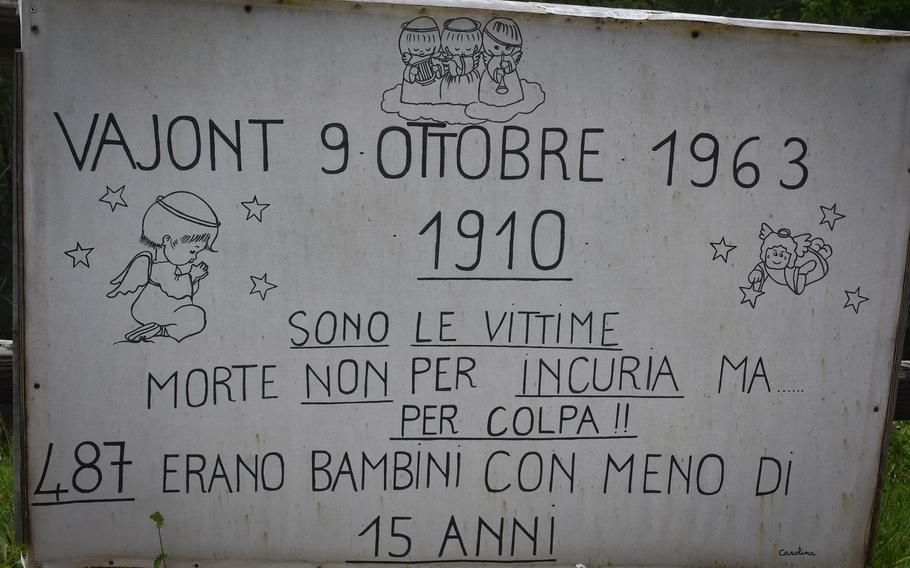 VAJONT 9 OTTOBRE 1963
1910
SONO LE VITTIME
MORTE NON PER INCURIA MA.....
PER COLPA!!
487 ERANO BAMBINI CON MENO DI
15 ANNI
Carolina